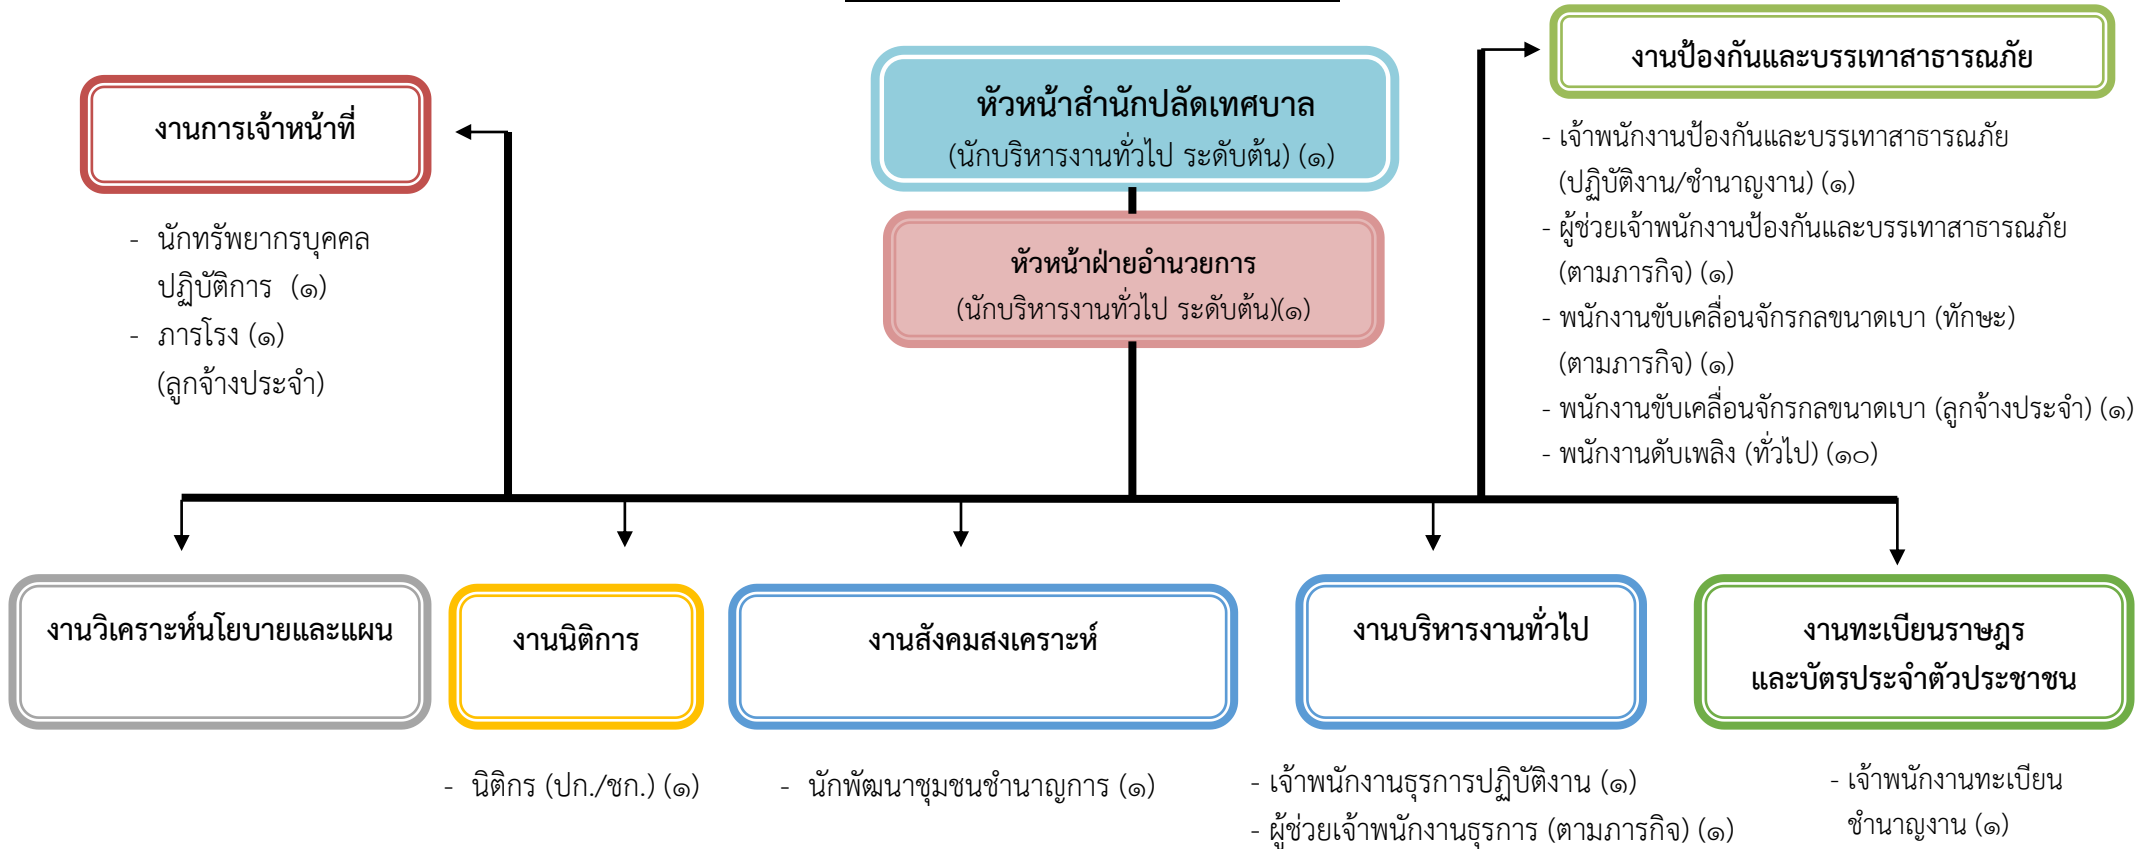 หัวหน้าสำนักปลัดเทศบาล
(นักบริหารงานทั่วไป ระดับต้น) (๑)
หัวหน้าฝ่ายอำนวยการ
(นักบริหารงานทั่วไป ระดับต้น)(๑)
งานการเจ้าหน้าที่
- นักทรัพยากรบุคคล
ปฏิบัติการ (๑)
- ภารโรง (๑)
(ลูกจ้างประจำ)
งานป้องกันและบรรเทาสาธารณภัย
- เจ้าพนักงานป้องกันและบรรเทาสาธารณภัย
(ปฏิบัติงาน/ชำนาญงาน) (๑)
- ผู้ช่วยเจ้าพนักงานป้องกันและบรรเทาสาธารณภัย
(ตามภารกิจ) (๑)
- พนักงานขับเคลื่อนจักรกลขนาดเบา (ทักษะ)
(ตามภารกิจ) (๑)
- พนักงานขับเคลื่อนจักรกลขนาดเบา (ลูกจ้างประจำ) (๑)
- พนักงานดับเพลิง (ทั่วไป) (๑๐)
งานวิเคราะห์นโยบายและแผน
งานนิติการ
- นิติกร (ปก./ชก.) (๑)
งานสังคมสงเคราะห์
- นักพัฒนาชุมชนชำนาญการ (๑)
งานบริหารงานทั่วไป
- เจ้าพนักงานธุรการปฏิบัติงาน (๑)
- ผู้ช่วยเจ้าพนักงานธุรการ (ตามภารกิจ) (๑)
งานทะเบียนราษฎร
และบัตรประจำตัวประชาชน
- เจ้าพนักงานทะเบียน
ชำนาญงาน (๑)